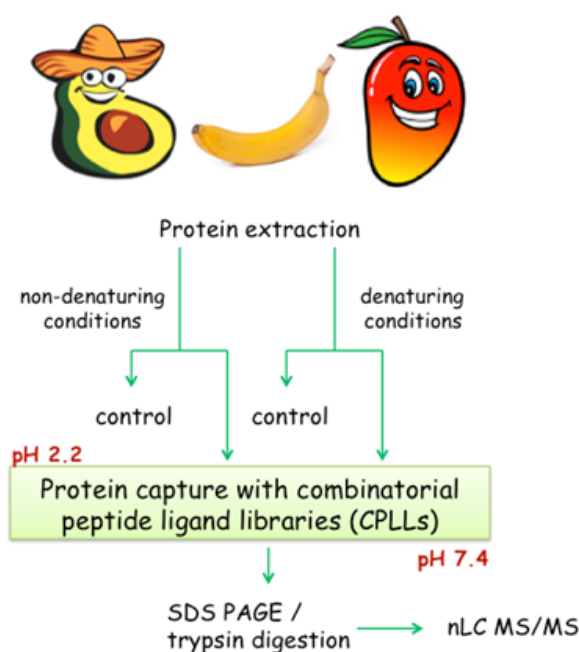 Protein extraction
non-denaturing
conditions
denaturing
conditions
control
control
pH 2.2
Protein capture with combinatorial
peptide ligand libraries (CPLLs)
pH 7.4
SDS PAGE /
trypsin digestion
nLC MS/MS